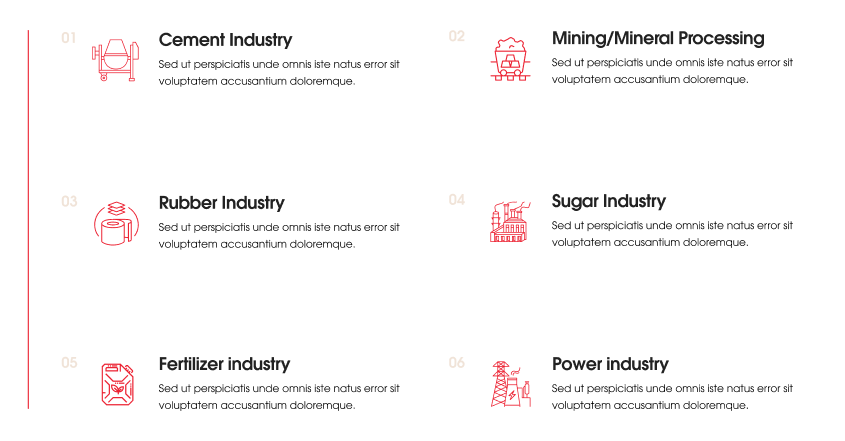 01
Cement Industry
Sed ut perspiciatis unde omnis iste natus error sit
voluptatem accusantium doloremque.
02
Mining/Mineral Processing
Sed ut perspiciatis unde omnis iste natus error sit
voluptatem accusantium doloremque.
03
Rubber Industry
Sed ut perspiciatis unde omnis iste natus error sit
voluptatem accusantium doloremque.
04
Sugar Industry
Sed ut perspiciatis unde omnis iste natus error sit
voluptatem accusantium doloremque.
05
Fertilizer industry
Sed ut perspiciatis unde omnis iste natus error sit
voluptatem accusantium doloremque.
06
Power industry
Sed ut perspiciatis unde omnis iste natus error sit
voluptatem accusantium doloremque.